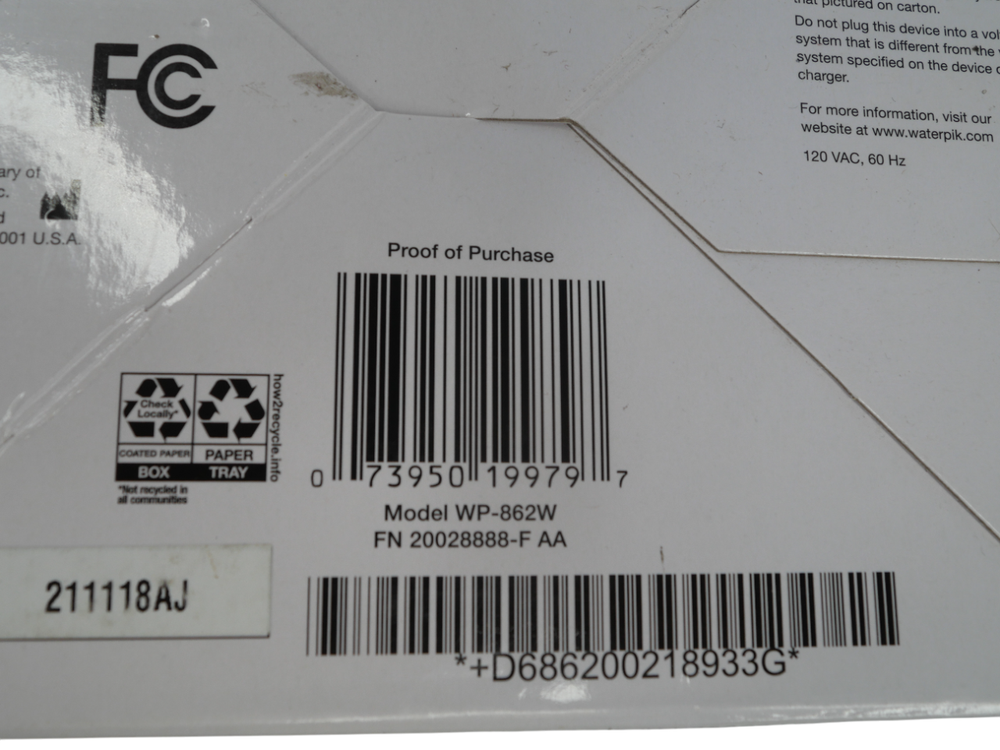 FC
ary of
c.
d
001 U.S.A.
that pictured on carton.
Do not plug this device into a vol
system that is different from the
system specified on the device o
charger.
For more information, visit our
website at www.waterpik.com
120 VAC, 60 Hz
Proof of Purchase
0 73950 19979 7
Model WP-862W
FN 20028888-F AA
Check
Locally*
COATED PAPER PAPER
BOX TRAY
how2recycle.info
*Not recycled in
all communities
211118AJ
*+D686200218933G*